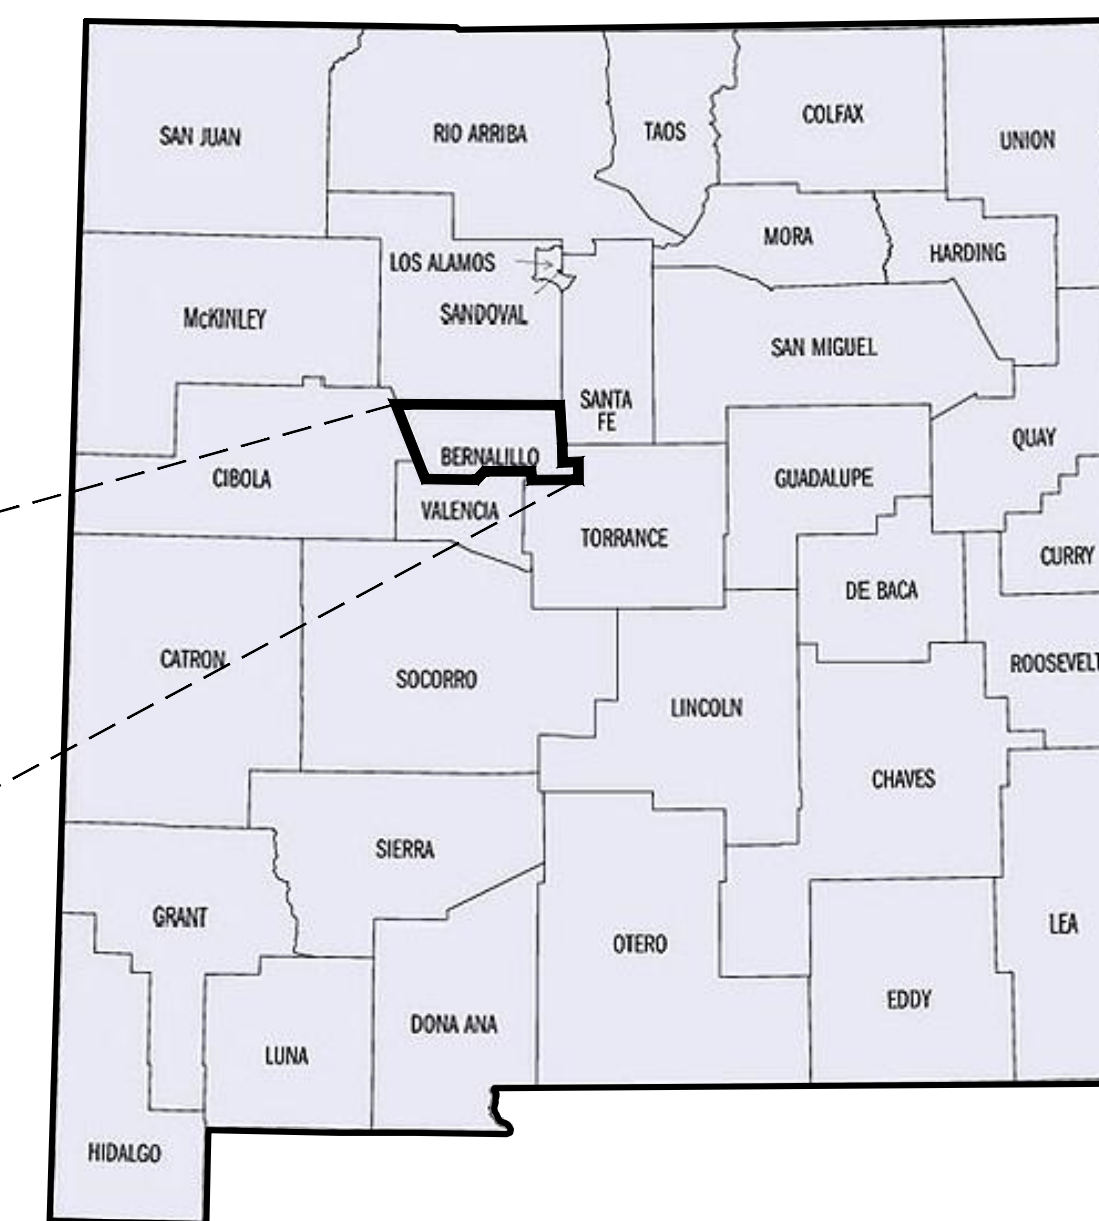 SAN JUAN
RIO ARRIBA
TAOS
COLFAX
UNION
MORA
HARDING
LOS ALAMOS
McKINLEY
SANDOVAL
SAN MIGUEL
SANTA
FE
QUAY
BERNALILLO
CIBOLA
GUADALUPE
VALENCIA
TORRANCE
CURRY
DE BACA
CATRON
SOCORRO
ROOSEVELT
LINCOLN
CHAVES
SIERRA
GRANT
OTERO
LEA
EDDY
DONA ANA
LUNA
HIDALGO